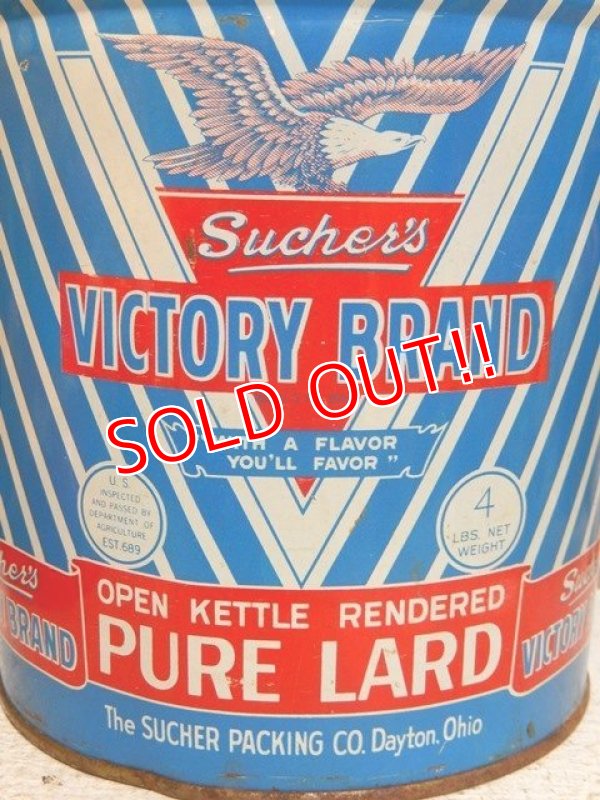 Sucher's
VICTORY BRAND
SOLD OUT!!
A FLAVOR
YOU'LL FAVOR"
U.S.
INSPECTED
AND PASSED BY
DEPARTMENT OF
AGRICULTURE
EST.689
4
LBS. NET
WEIGHT
OPEN KETTLE RENDERED
PURE LARD
BRAND
VICTORY
The SUCHER PACKING CO. Dayton, Ohio